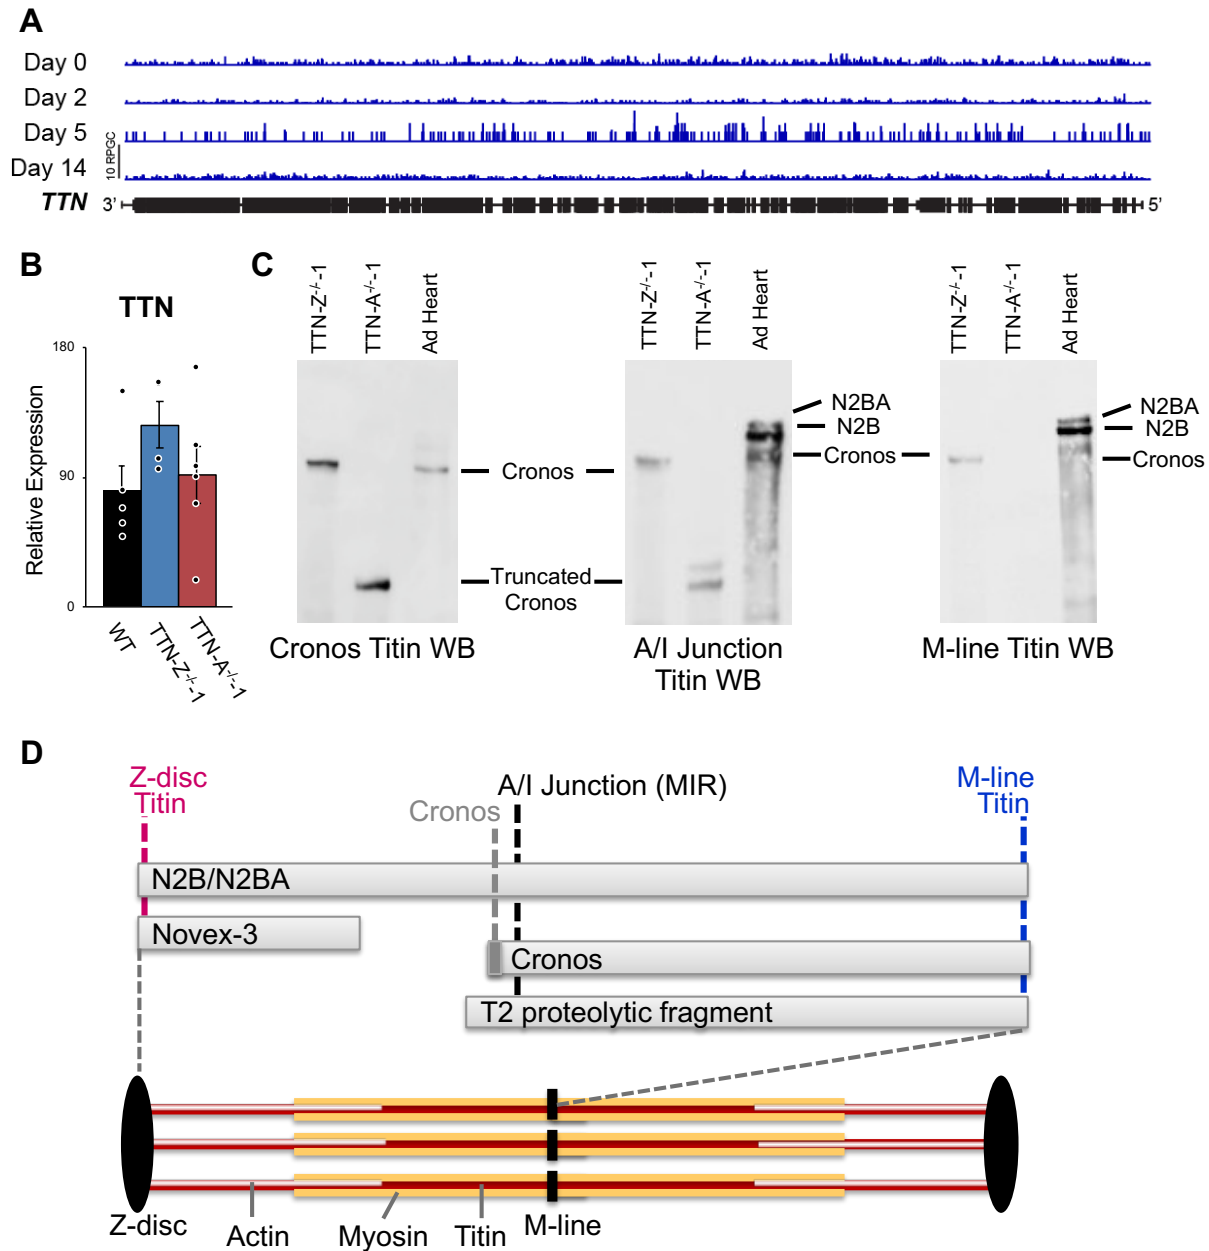 A
Day 0
Day 2
Day 5
Day 14
10 RPGC
TTN 3' 5'
B
TTN
Relative Expression
180
90
0
WT
TTN-Z-/--1
TTN-A-/--1
C
TTN-Z-/--1
TTN-A-/--1
Ad Heart
TTN-Z-/--1
TTN-A-/--1
Ad Heart
TTN-Z-/--1
TTN-A-/--1
Ad Heart
Cronos
Truncated
Cronos
N2BA
N2B
Cronos
N2BA
N2B
Cronos
Cronos Titin WB
A/I Junction
Titin WB
M-line Titin WB
D
Z-disc
Titin
Cronos
A/I Junction (MIR)
M-line
Titin
N2B/N2BA
Novex-3
Cronos
T2 proteolytic fragment
Z-disc
Actin
Myosin
Titin
M-line